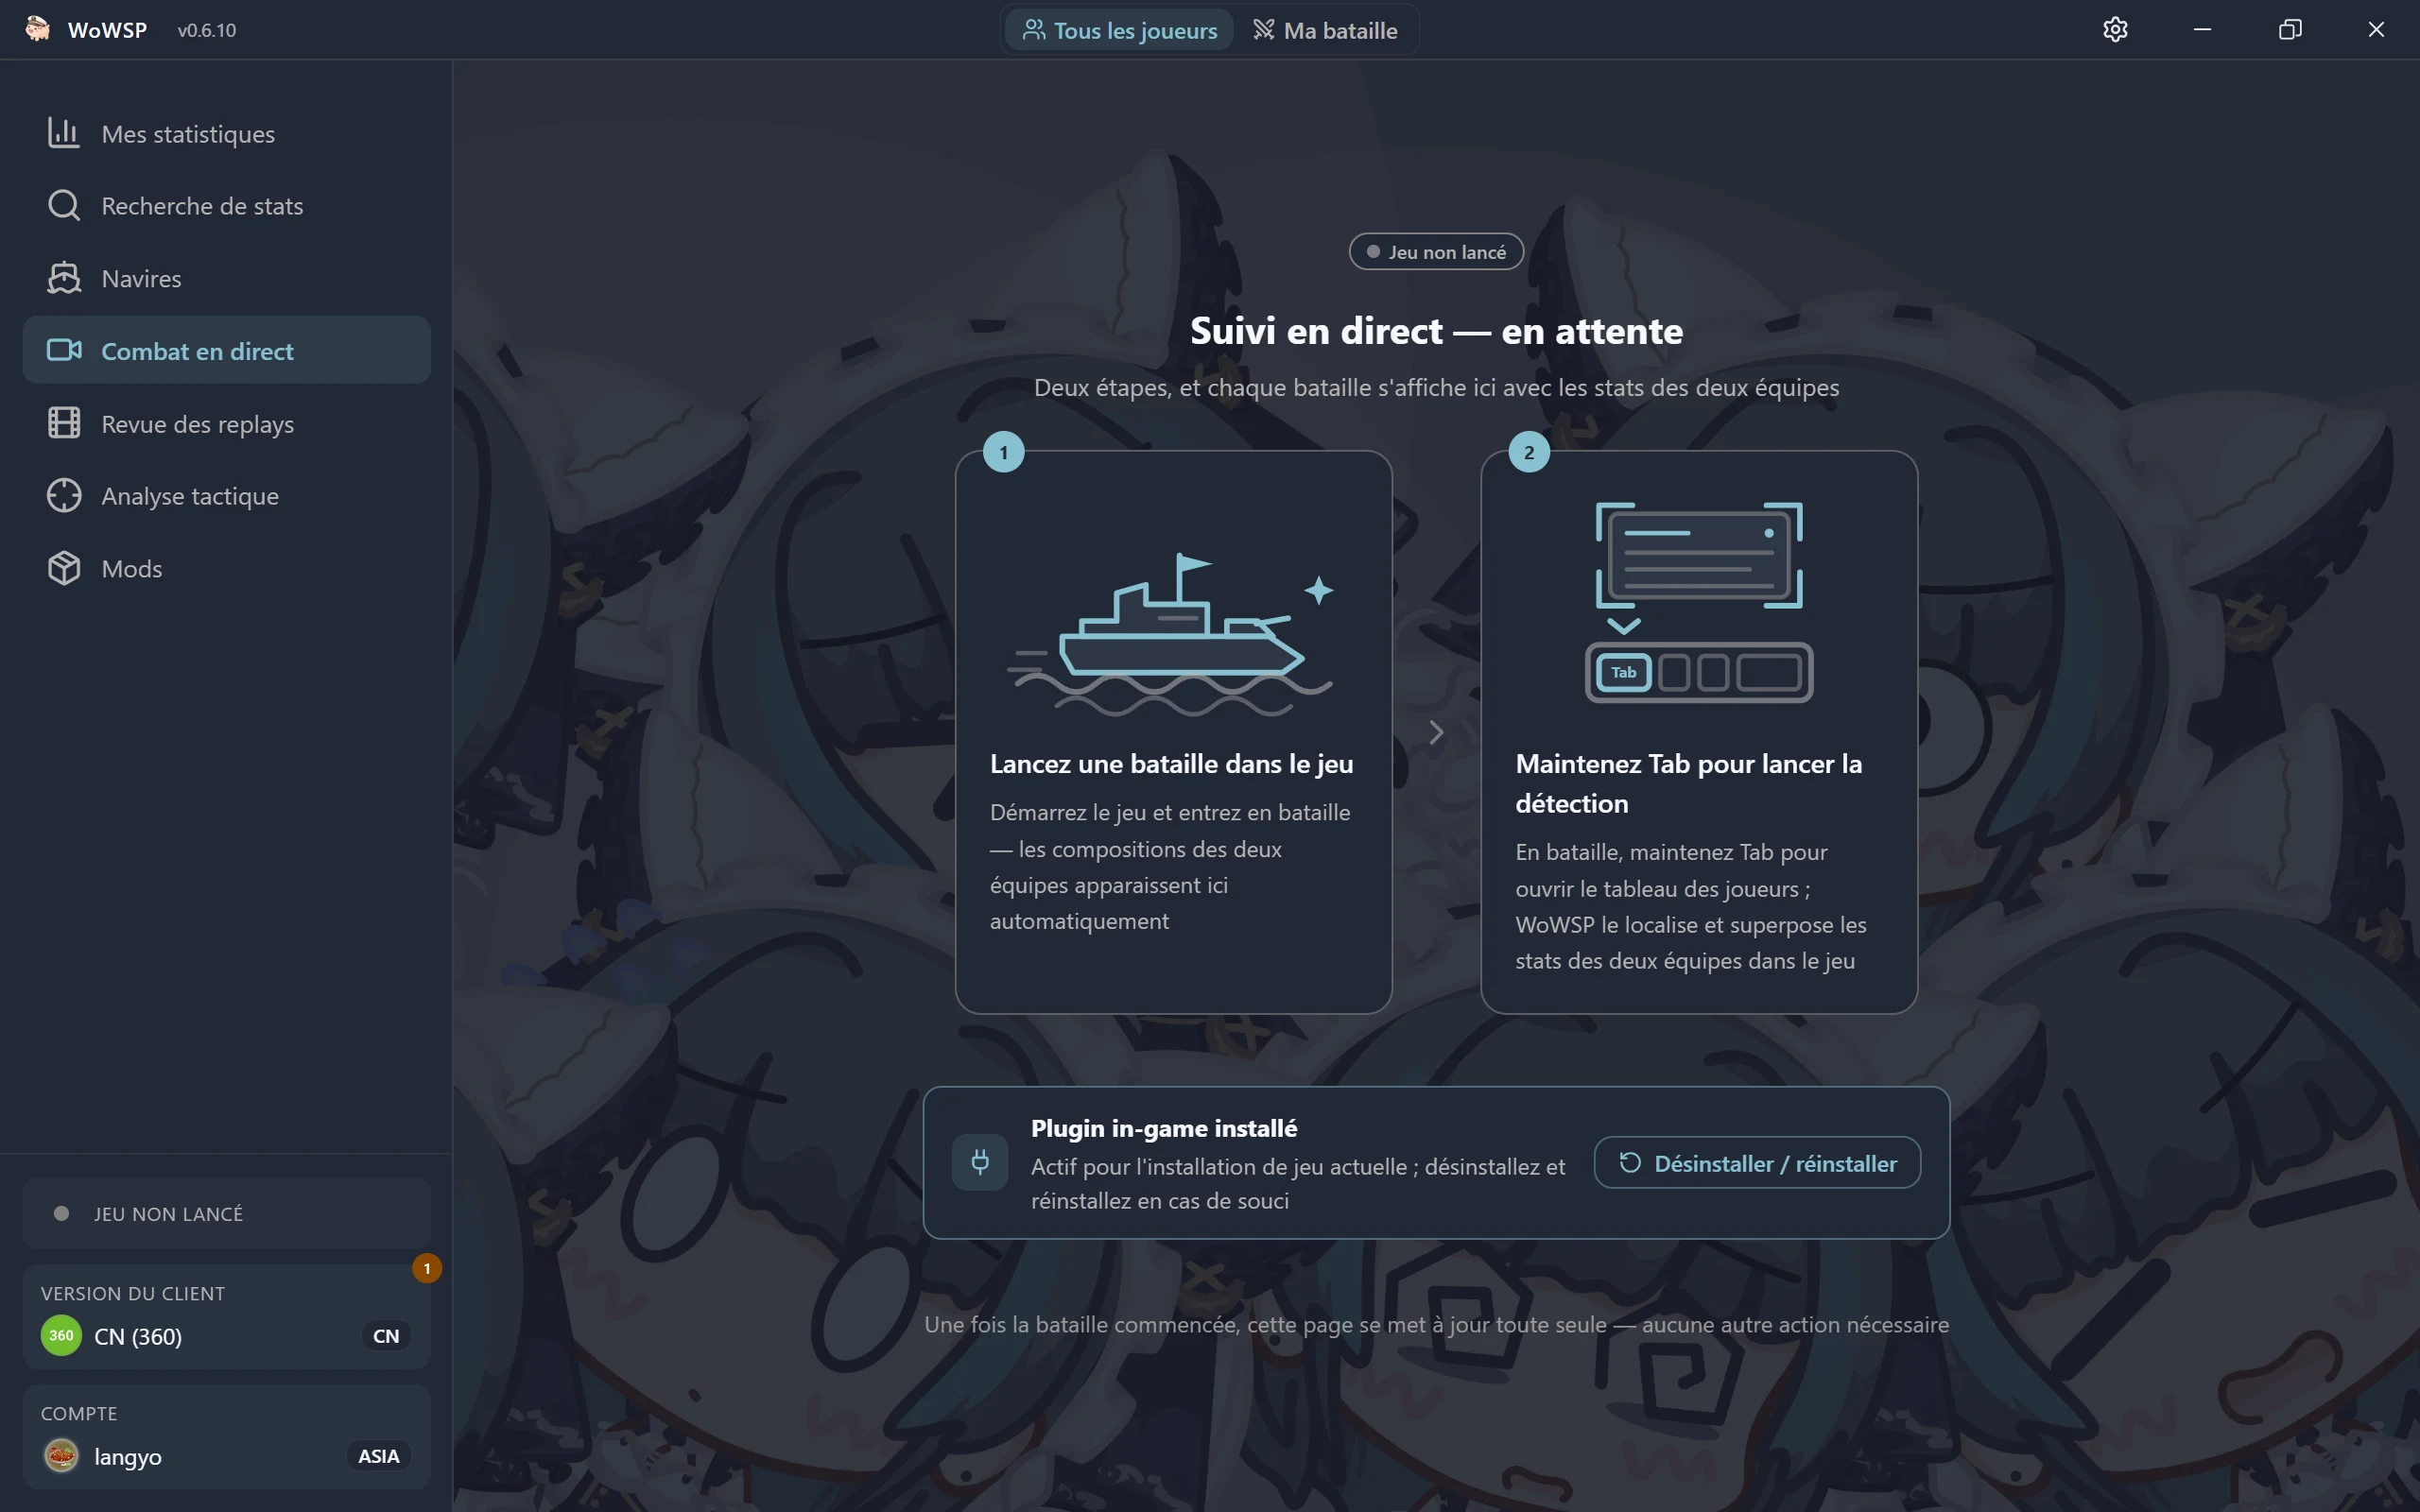 WoWSP v0.6.10
Tous les joueurs
Ma bataille
Mes statistiques
Recherche de stats
Navires
Combat en direct
Revue des replays
Analyse tactique
Mods
JEU NON LANCÉ
1
VERSION DU CLIENT
360 CN (360) CN
COMPTE
langyo ASIA
Jeu non lancé
Suivi en direct — en attente
Deux étapes, et chaque bataille s'affiche ici avec les stats des deux équipes
1
Lancez une bataille dans le jeu
Démarrez le jeu et entrez en bataille
— les compositions des deux
équipes apparaissent ici
automatiquement
2
Tab
Maintenez Tab pour lancer la
détection
En bataille, maintenez Tab pour
ouvrir le tableau des joueurs ;
WoWSP le localise et superpose les
stats des deux équipes dans le jeu
Plugin in-game installé
Actif pour l'installation de jeu actuelle ; désinstallez et
réinstallez en cas de souci
Désinstaller / réinstaller
Une fois la bataille commencée, cette page se met à jour toute seule — aucune autre action nécessaire